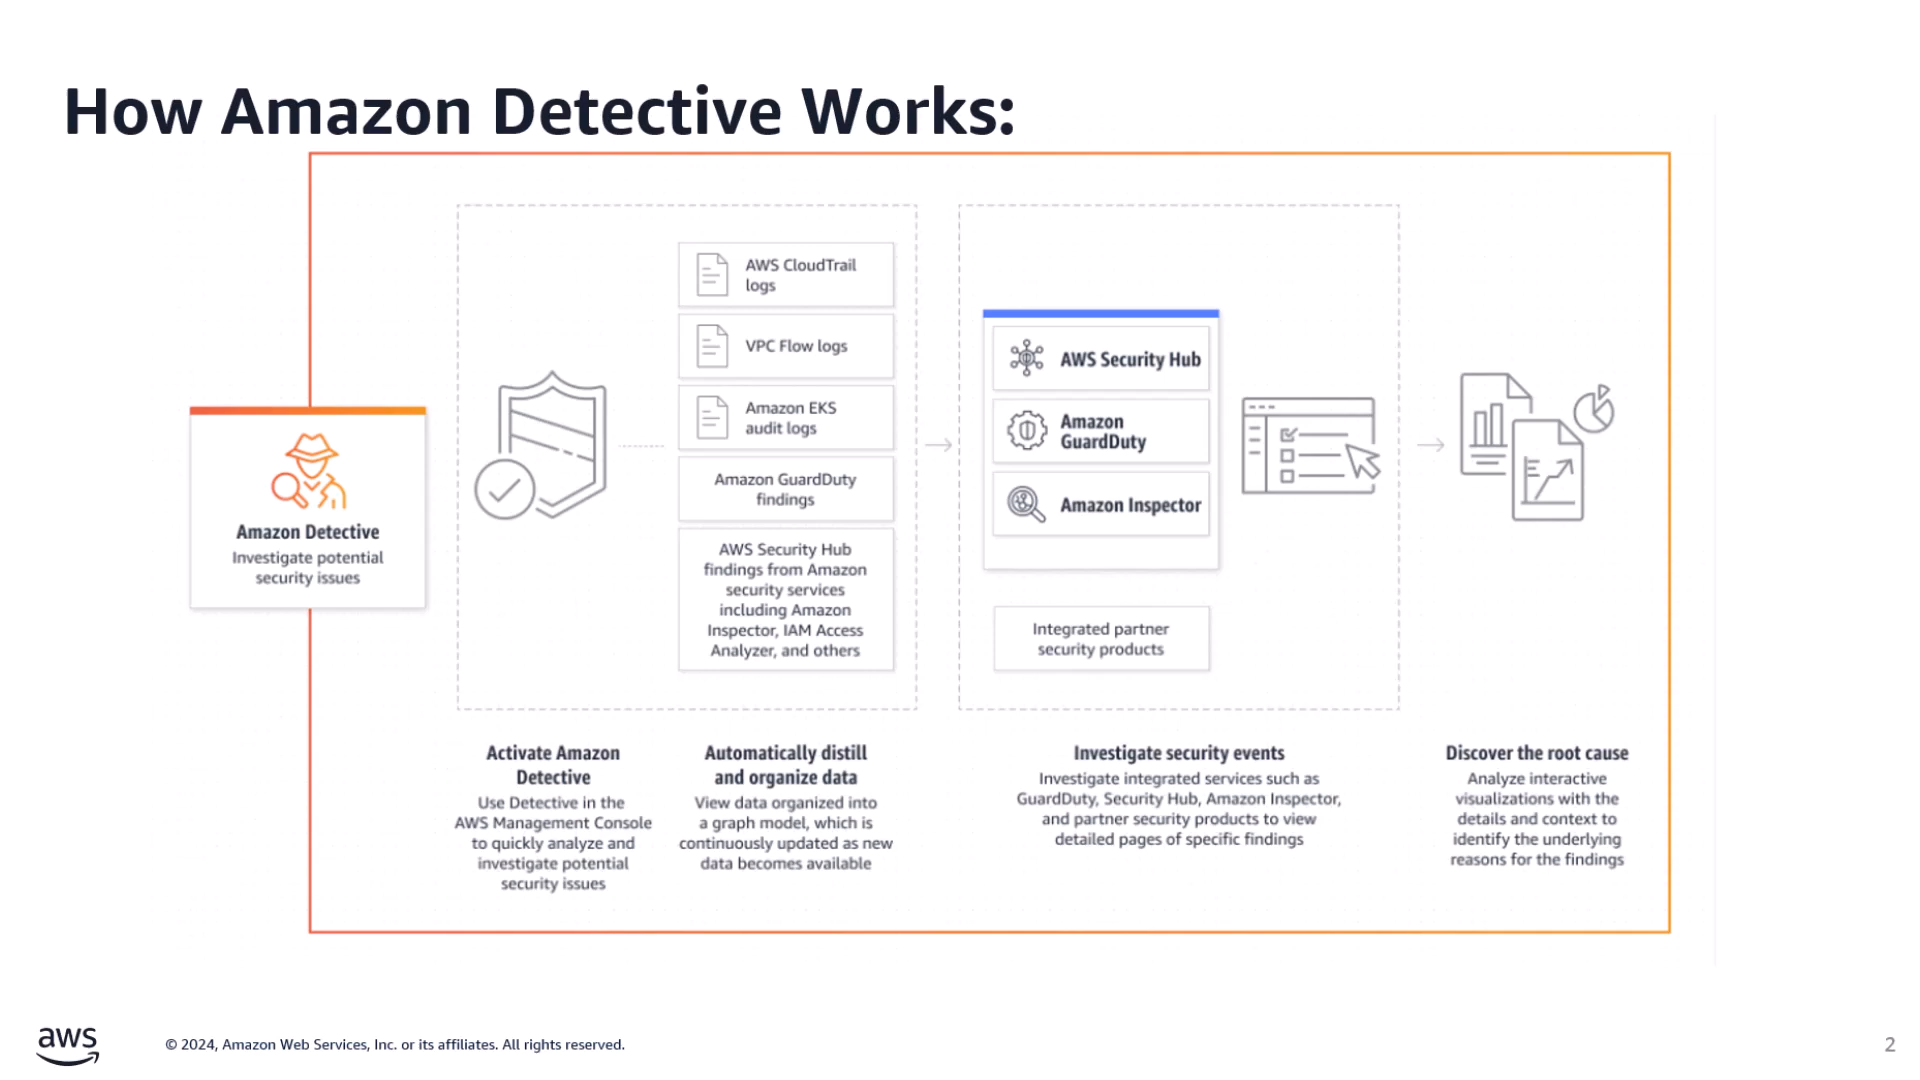 How Amazon Detective Works:
Amazon Detective
Investigate potential
security issues
AWS CloudTrail
logs
VPC Flow logs
Amazon EKS
audit logs
Amazon GuardDuty
findings
AWS Security Hub
findings from Amazon
security services
including Amazon
Inspector, IAM Access
Analyzer, and others
AWS Security Hub
Amazon
GuardDuty
Amazon Inspector
Integrated partner
security products
Activate Amazon
Detective
Use Detective in the
AWS Management Console
to quickly analyze and
investigate potential
security issues
Automatically distill
and organize data
View data organized into
a graph model, which is
continuously updated as new
data becomes available
Investigate security events
Investigate integrated services such as
GuardDuty, Security Hub, Amazon Inspector,
and partner security products to view
detailed pages of specific findings
Discover the root cause
Analyze interactive
visualizations with the
details and context to
identify the underlying
reasons for the findings
aws
© 2024, Amazon Web Services, Inc. or its affiliates. All rights reserved.
2